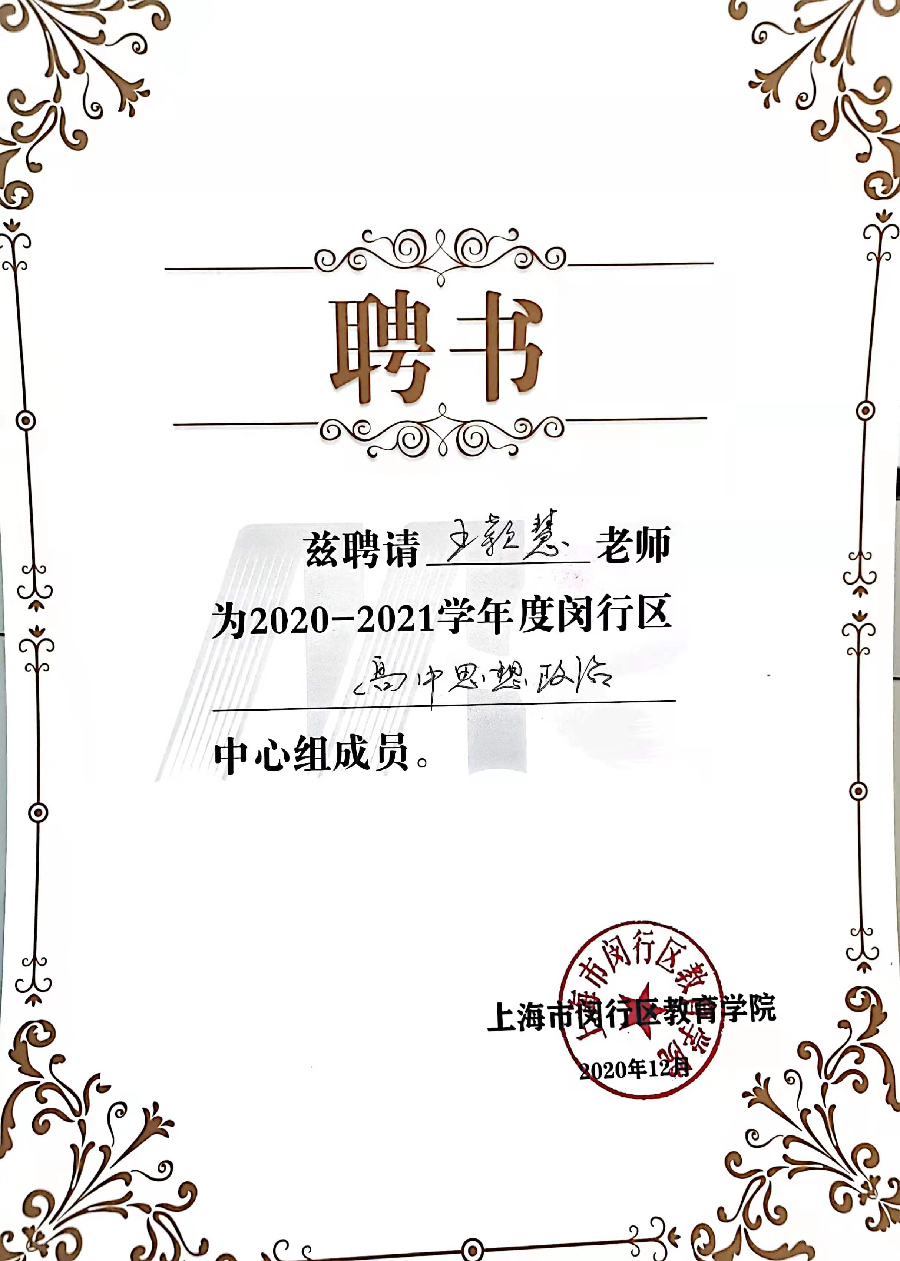 聘书
兹聘请 王颖慧 老师
为2020-2021学年度闵行区
高中思想政治
中心组成员。
上海市闵行区教育学院
上海市闵行区教育学院
2020年12月